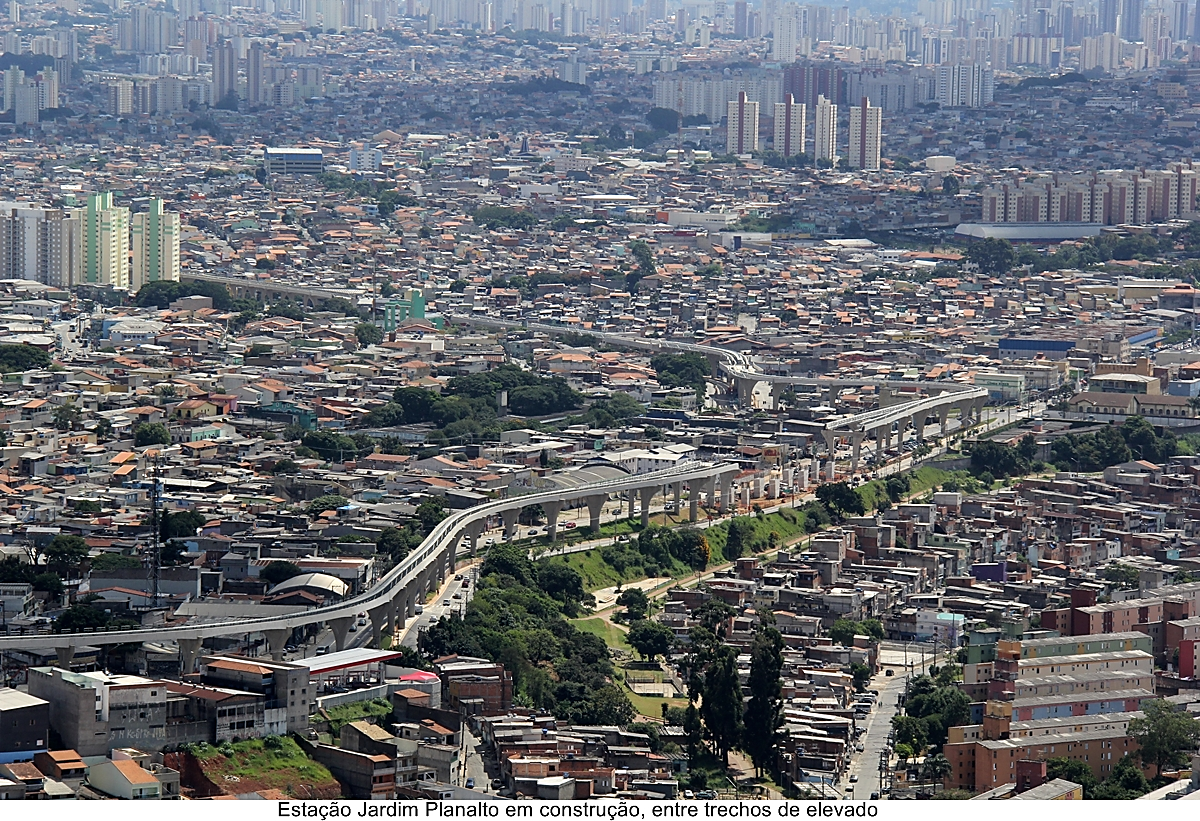 Estação Jardim Planalto em construção, entre trechos de elevado